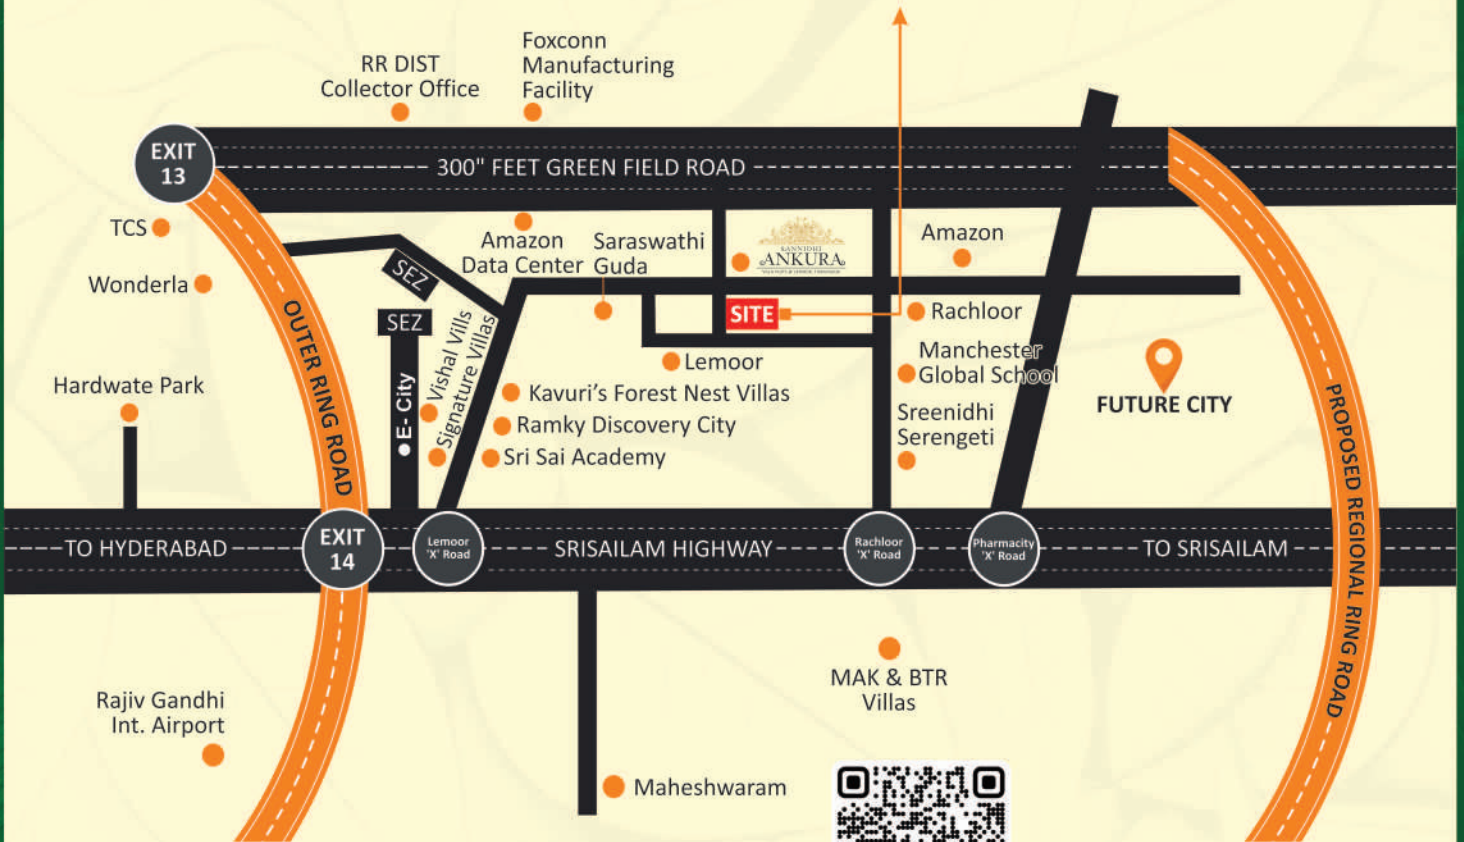 Foxconn
Manufacturing
Facility
RR DIST
Collector Office
EXIT
13
300" FEET GREEN FIELD ROAD
TCS
Wonderla
Amazon
Data Center
Saraswathi
Guda
SANNIDHI
ANKURA
Amazon
SEZ
SEZ
SITE
Rachloor
OUTER RING ROAD
Vishal Vills
Signature Villas
E- City
Lemoor
Manchester
Global School
Kavuri's Forest Nest Villas
Ramky Discovery City
Sri Sai Academy
Sreenidhi
Serengeti
FUTURE CITY
Hardwate Park
PROPOSED REGIONAL RING ROAD
TO HYDERABAD
EXIT
14
Lemoor
'X' Road
SRISAILAM HIGHWAY
Rachloor
'X' Road
Pharmacity
'X' Road
TO SRISAILAM
Rajiv Gandhi
Int. Airport
MAK & BTR
Villas
Maheshwaram